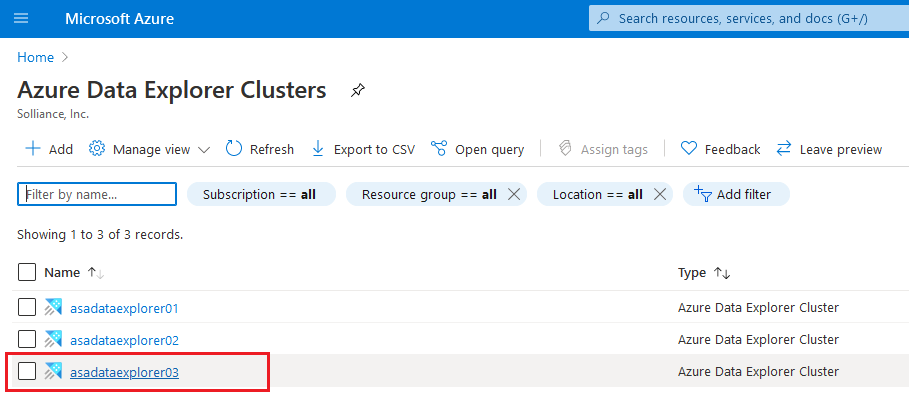 Microsoft Azure
Search resources, services, and docs (G+/)
Home
Azure Data Explorer Clusters
Solliance, Inc.
Add Manage view Refresh Export to CSV Open query Assign tags Feedback Leave preview
Filter by name... Subscription == all Resource group == all Location == all Add filter
Showing 1 to 3 of 3 records.
Name Type
asadataexplorer01 Azure Data Explorer Cluster
asadataexplorer02 Azure Data Explorer Cluster
asadataexplorer03 Azure Data Explorer Cluster